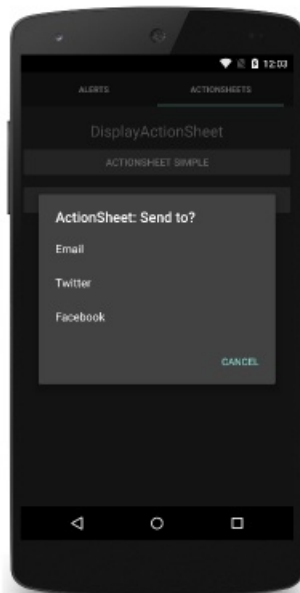 12:03
ALERTS ACTIONSHEETS
DisplayActionSheet
ACTIONSHEET SIMPLE
ActionSheet: Send to?
Email
Twitter
Facebook
CANCEL